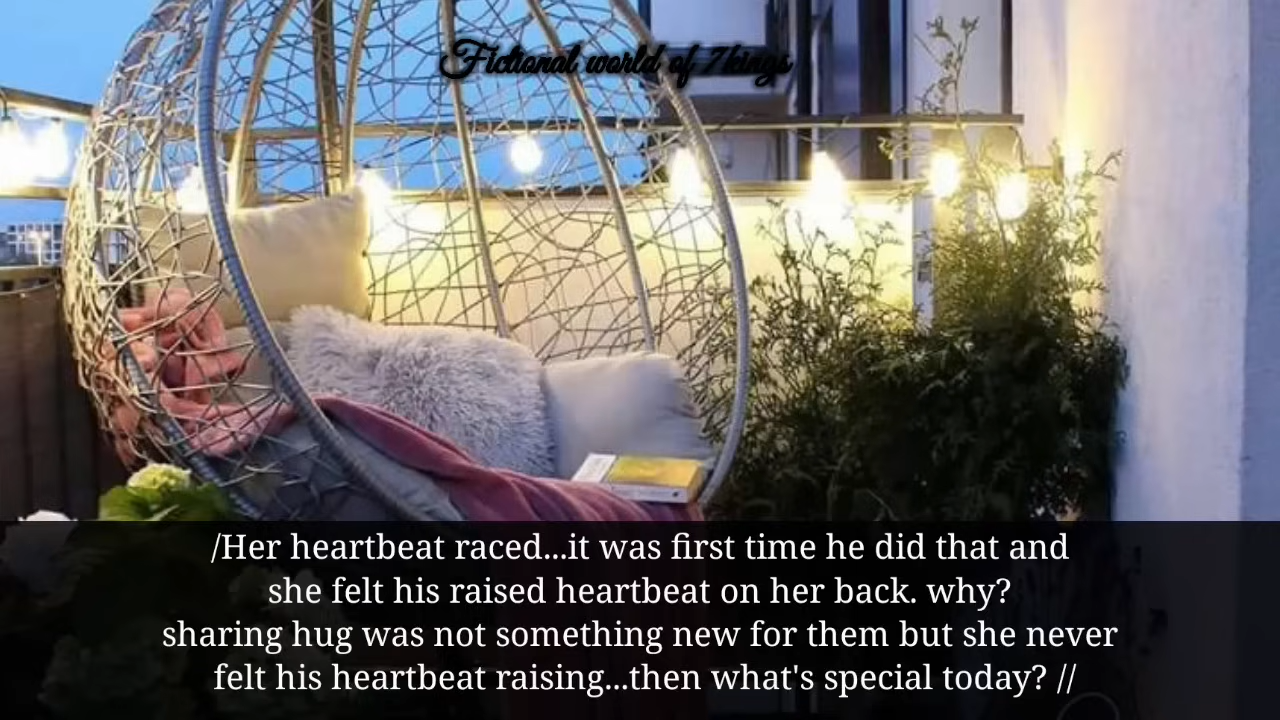 Fictional world of 7kings
/Her heartbeat raced...it was first time he did that and
she felt his raised heartbeat on her back. why?
sharing hug was not something new for them but she never
felt his heartbeat raising...then what's special today? //